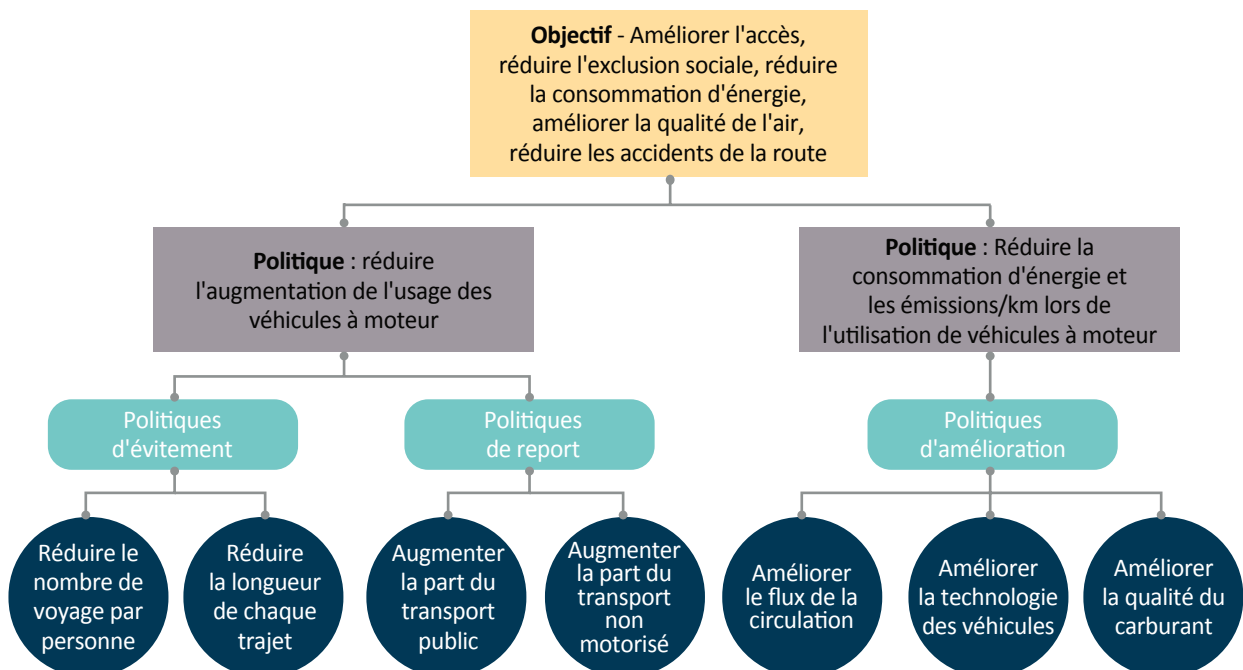 Objectif - Améliorer l'accès,
réduire l'exclusion sociale, réduire
la consommation d'énergie,
améliorer la qualité de l'air,
réduire les accidents de la route
Politique : réduire
l'augmentation de l'usage des
véhicules à moteur
Politique : Réduire la
consommation d'énergie et
les émissions/km lors de
l'utilisation de véhicules à moteur
Politiques
d'évitement
Politiques
de report
Politiques
d'amélioration
Réduire le
nombre de
voyage par
personne
Réduire
la longueur
de chaque
trajet
Augmenter
la part du
transport
public
Augmenter
la part du
transport
non
motorisé
Améliorer
le flux de la
circulation
Améliorer
la technologie
des véhicules
Améliorer
la qualité du
carburant